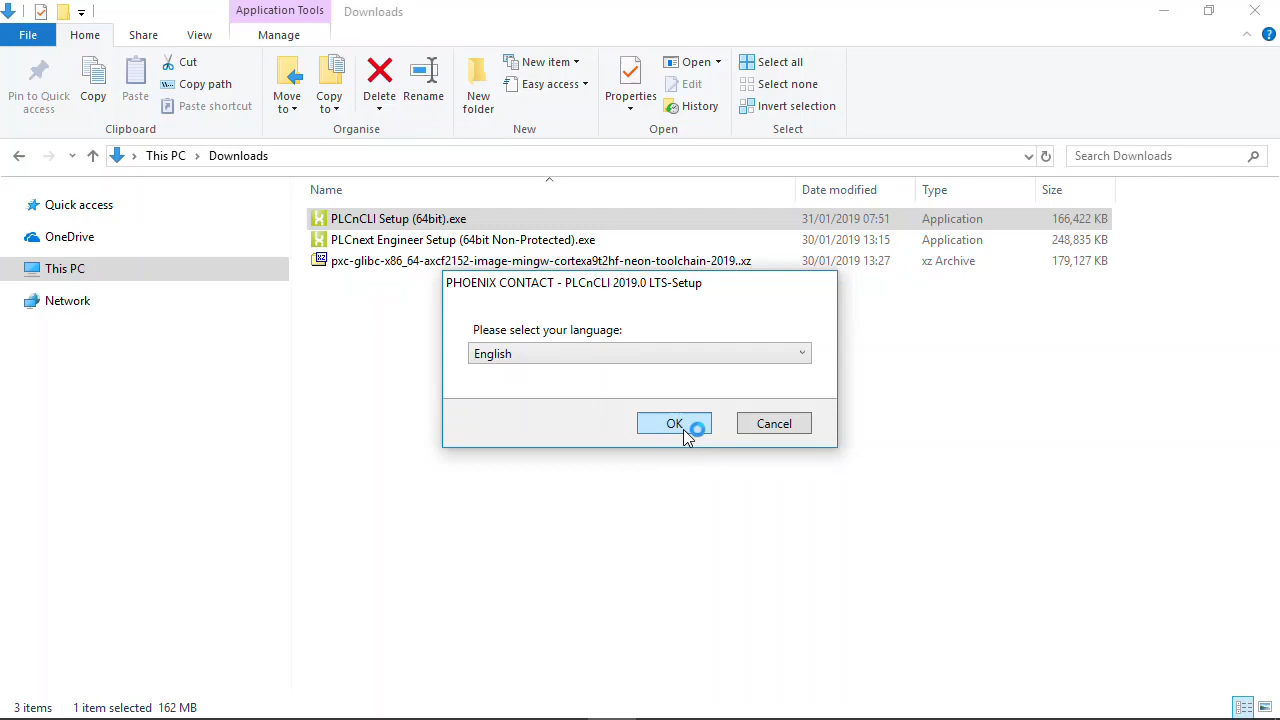 Application Tools Downloads
File Home Share View Manage
Pin to Quick access
Copy
Paste
Cut
Copy path
Paste shortcut
Clipboard
Move to
Copy to
Delete
Rename
Organise
New folder
New item
Easy access
New
Properties
Open
Edit
History
Open
Select all
Select none
Invert selection
Select
This PC Downloads
Search Downloads
Quick access
OneDrive
This PC
Network
Name Date modified Type Size
PLCnCLI Setup (64bit).exe 31/01/2019 07:51 Application 166,422 KB
PLCnext Engineer Setup (64bit Non-Protected).exe 30/01/2019 13:15 Application 248,835 KB
pxc-glibc-x86_64-axcf2152-image-mingw-cortexa9t2hf-neon-toolchain-2019..xz 30/01/2019 13:27 xz Archive 179,127 KB
PHOENIX CONTACT - PLCnCLI 2019.0 LTS-Setup
Please select your language:
English
OK Cancel
3 items 1 item selected 162 MB